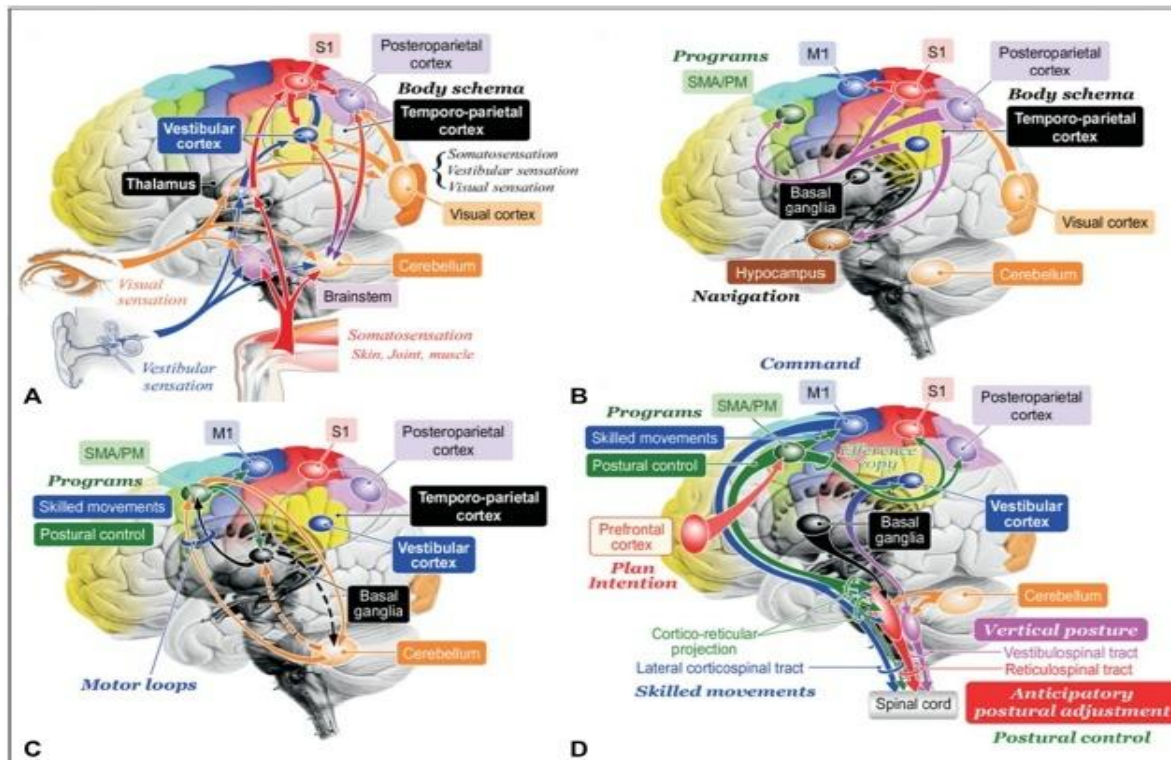 S1
Posteroparietal
cortex
Body schema
Temporo-parietal
cortex
Vestibular
cortex
Somatosensation
Vestibular sensation
Visual sensation
Thalamus
Visual cortex
Cerebellum
Visual
sensation
Brainstem
Somatosensation
Skin, Joint, muscle
Vestibular
sensation
A
Programs
M1
S1
Posteroparietal
cortex
SMA/PM
Body schema
Temporo-parietal
cortex
Basal
ganglia
Visual cortex
Hypocampus
Cerebellum
Navigation
B
SMA/PM
M1
S1
Posteroparietal
cortex
Programs
Skilled movements
Postural control
Temporo-parietal
cortex
Vestibular
cortex
Basal
ganglia
Cerebellum
Motor loops
C
Command
Programs
SMA/PM
M1
S1
Posteroparietal
cortex
Skilled movements
Postural control
Efference
copy
Vestibular
cortex
Prefrontal
cortex
Basal
ganglia
Plan
Intention
Cerebellum
Cortico-reticular
projection
Vertical posture
Vestibulospinal tract
Lateral corticospinal tract
Reticulospinal tract
Skilled movements
Spinal cord
Anticipatory
postural adjustment
Postural control
D